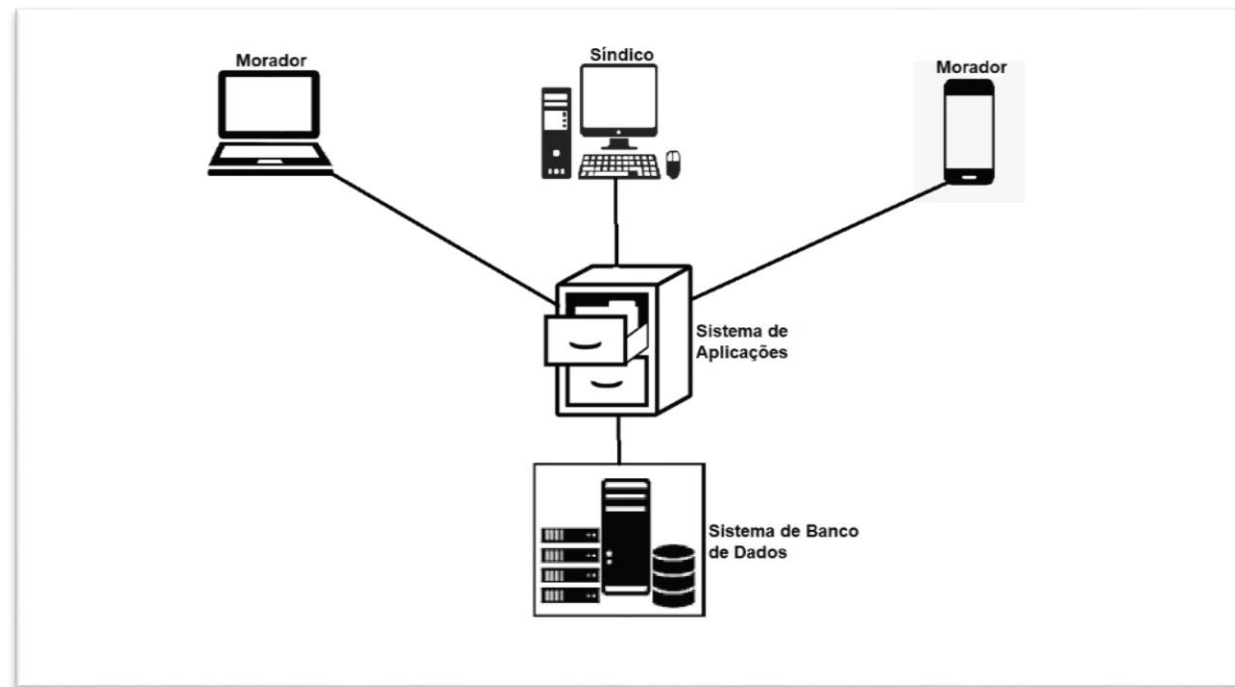 Morador
Síndico
Morador
Sistema de
Aplicações
Sistema de Banco
de Dados